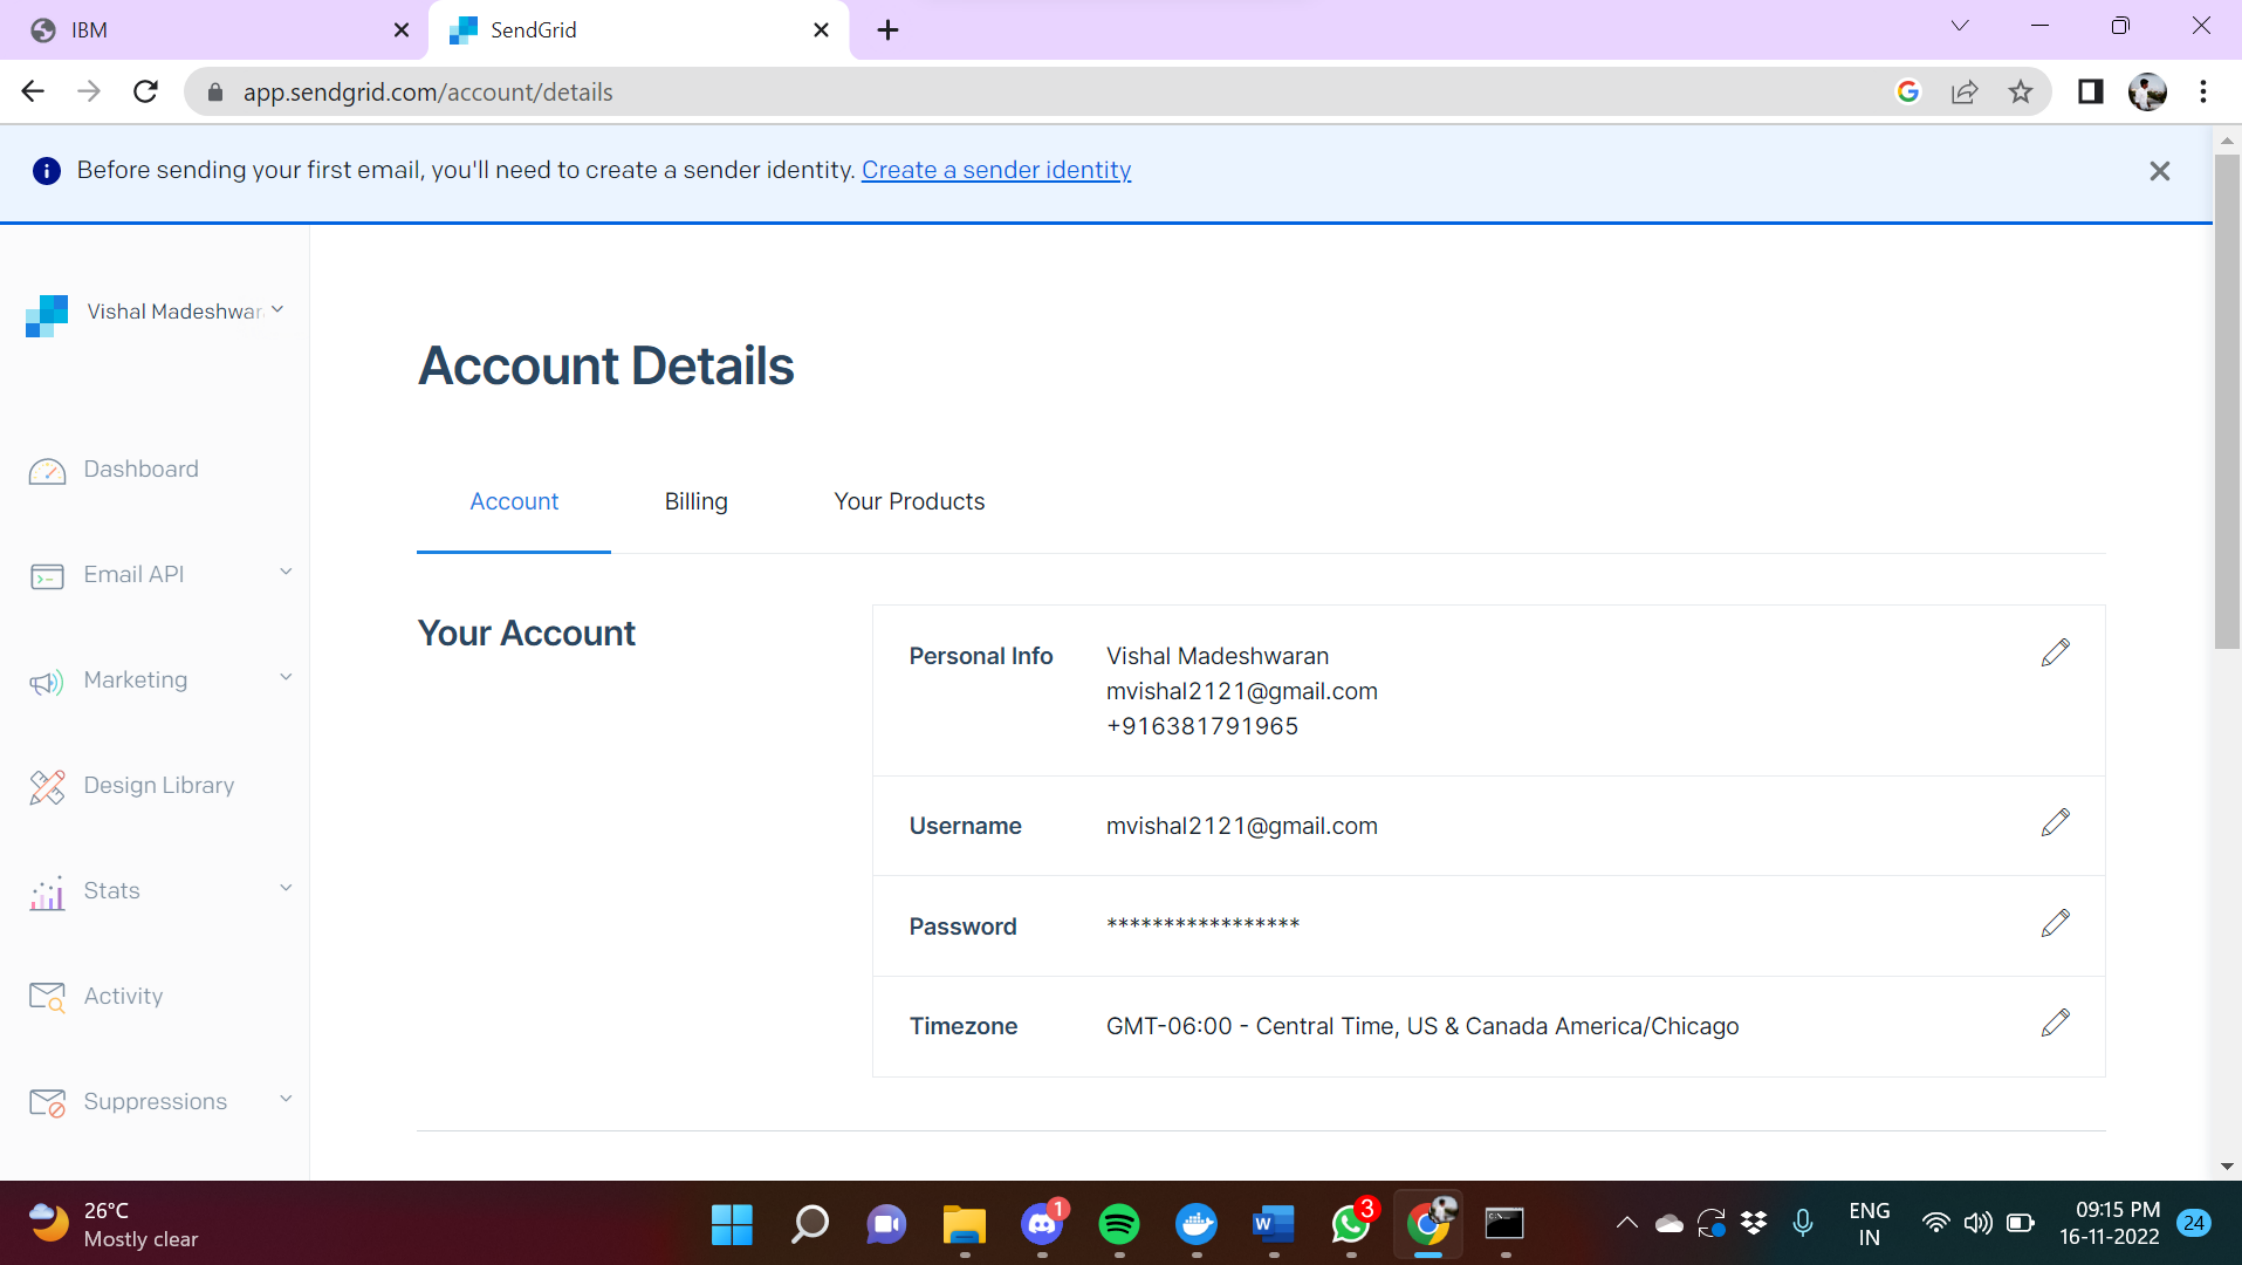 IBM
SendGrid
app.sendgrid.com/account/details
Before sending your first email, you'll need to create a sender identity. Create a sender identity
Vishal Madeshwar
Account Details
Dashboard
Account Billing Your Products
Email API
Your Account
Personal Info Vishal Madeshwaran
mvishal2121@gmail.com
+916381791965
Marketing
Design Library
Username mvishal2121@gmail.com
Stats
Password *****************
Activity
Timezone GMT-06:00 - Central Time, US & Canada America/Chicago
Suppressions
26°C
Mostly clear
1
W
3
ENG
IN
09:15 PM
16-11-2022
24